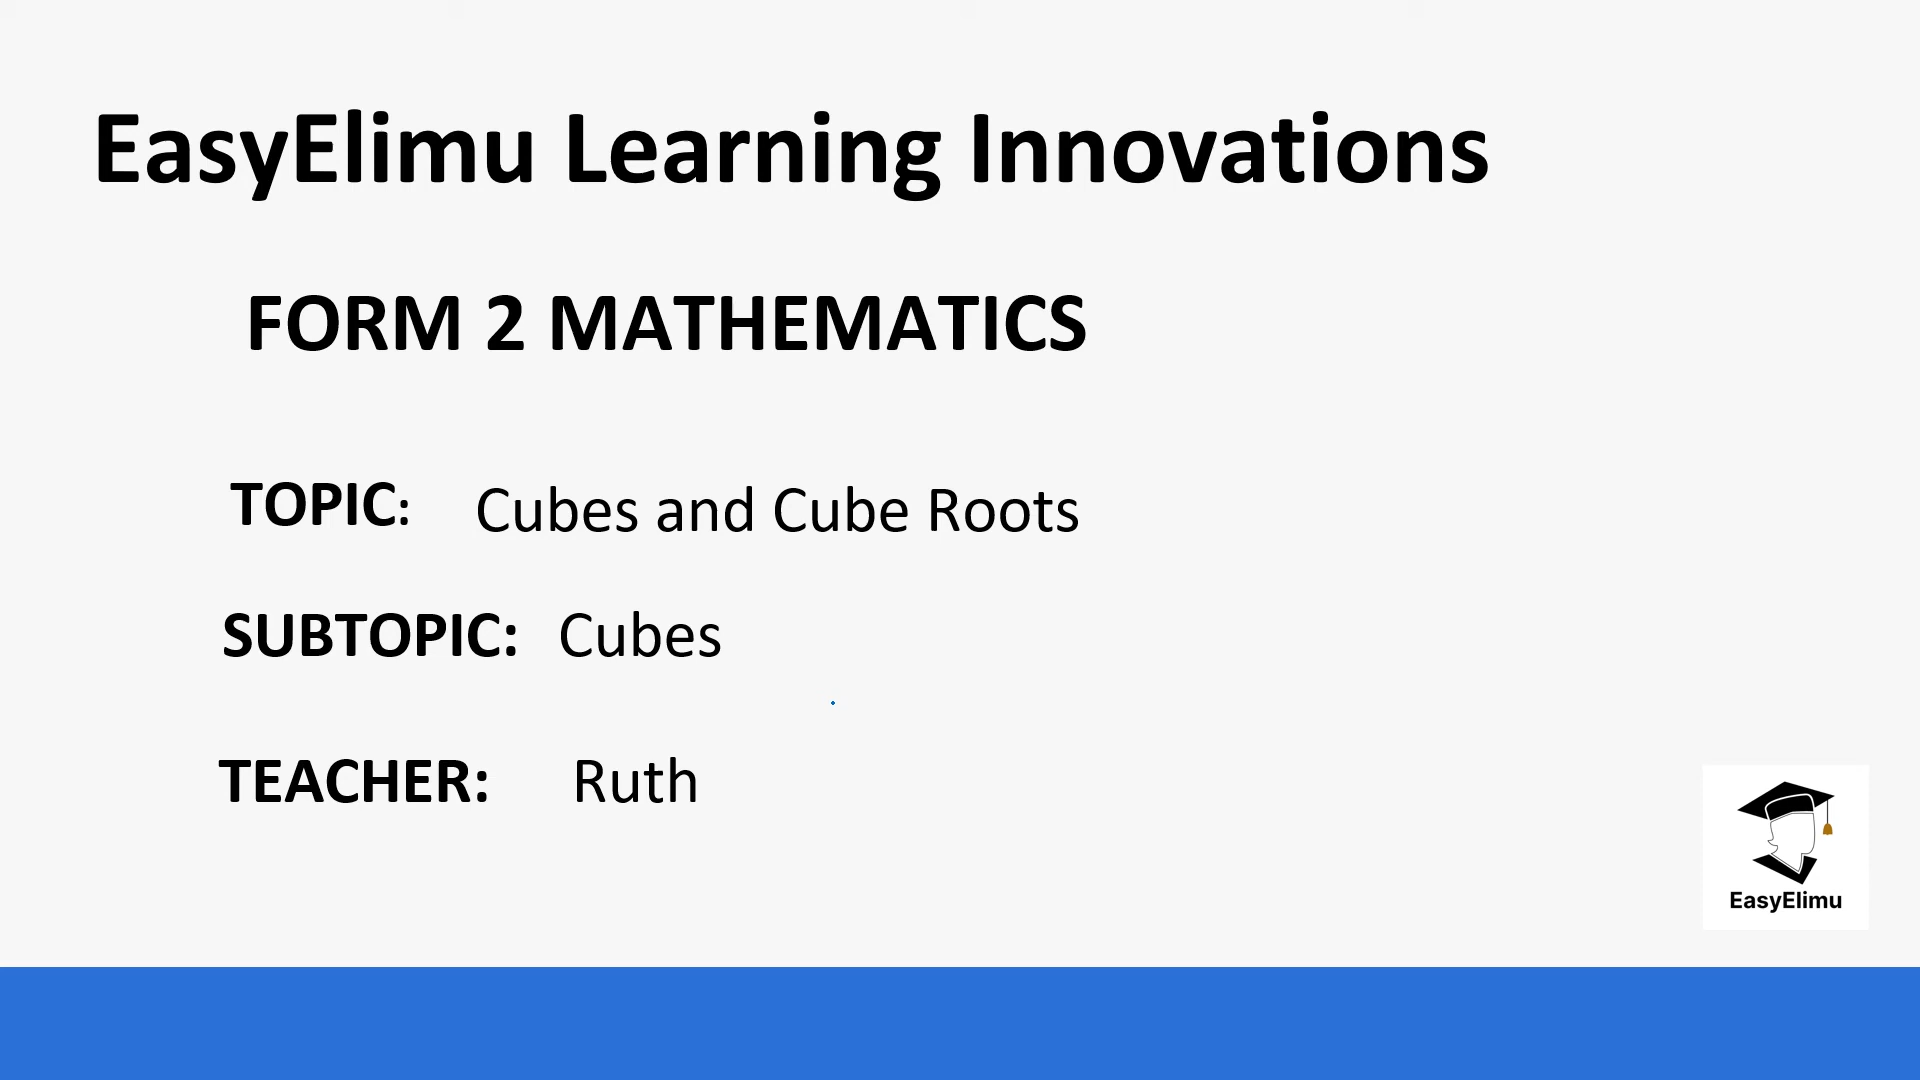 EasyElimu Learning Innovations
FORM 2 MATHEMATICS
TOPIC: Cubes and Cube Roots
SUBTOPIC: Cubes
TEACHER: Ruth
EasyElimu